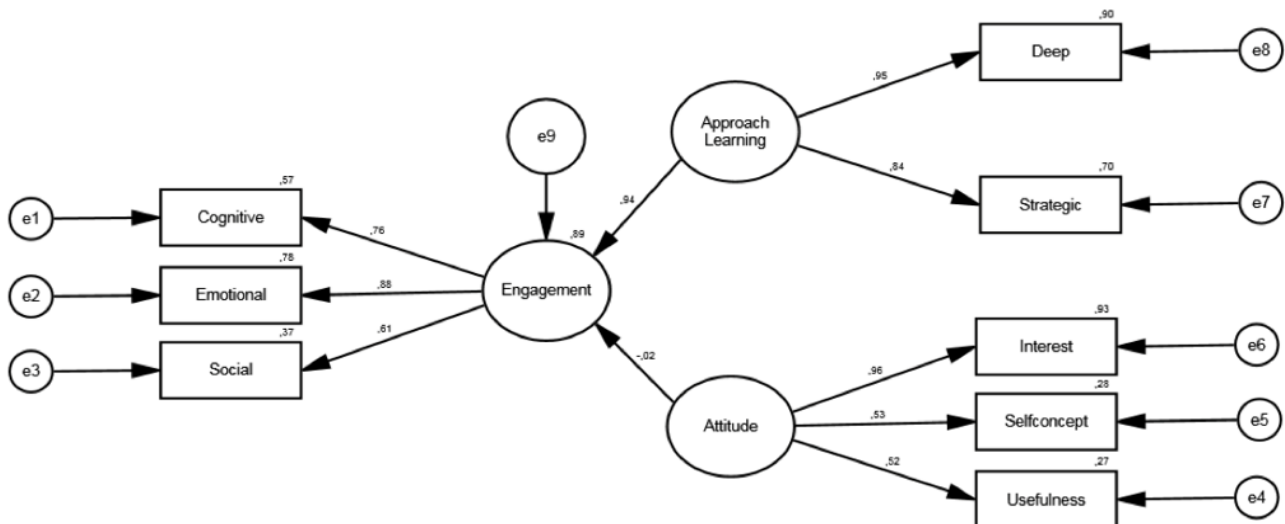 ,90
Deep
e8
,95
Approach
Learning
e9
,84
,70
Strategic
e7
,57
Cognitive
e1
,94
,76
,89
,78
Emotional
e2
,88
Engagement
,37
Social
e3
,61
,93
Interest
e6
-,02
,96
,28
Selfconcept
e5
,53
Attitude
,52
,27
Usefulness
e4